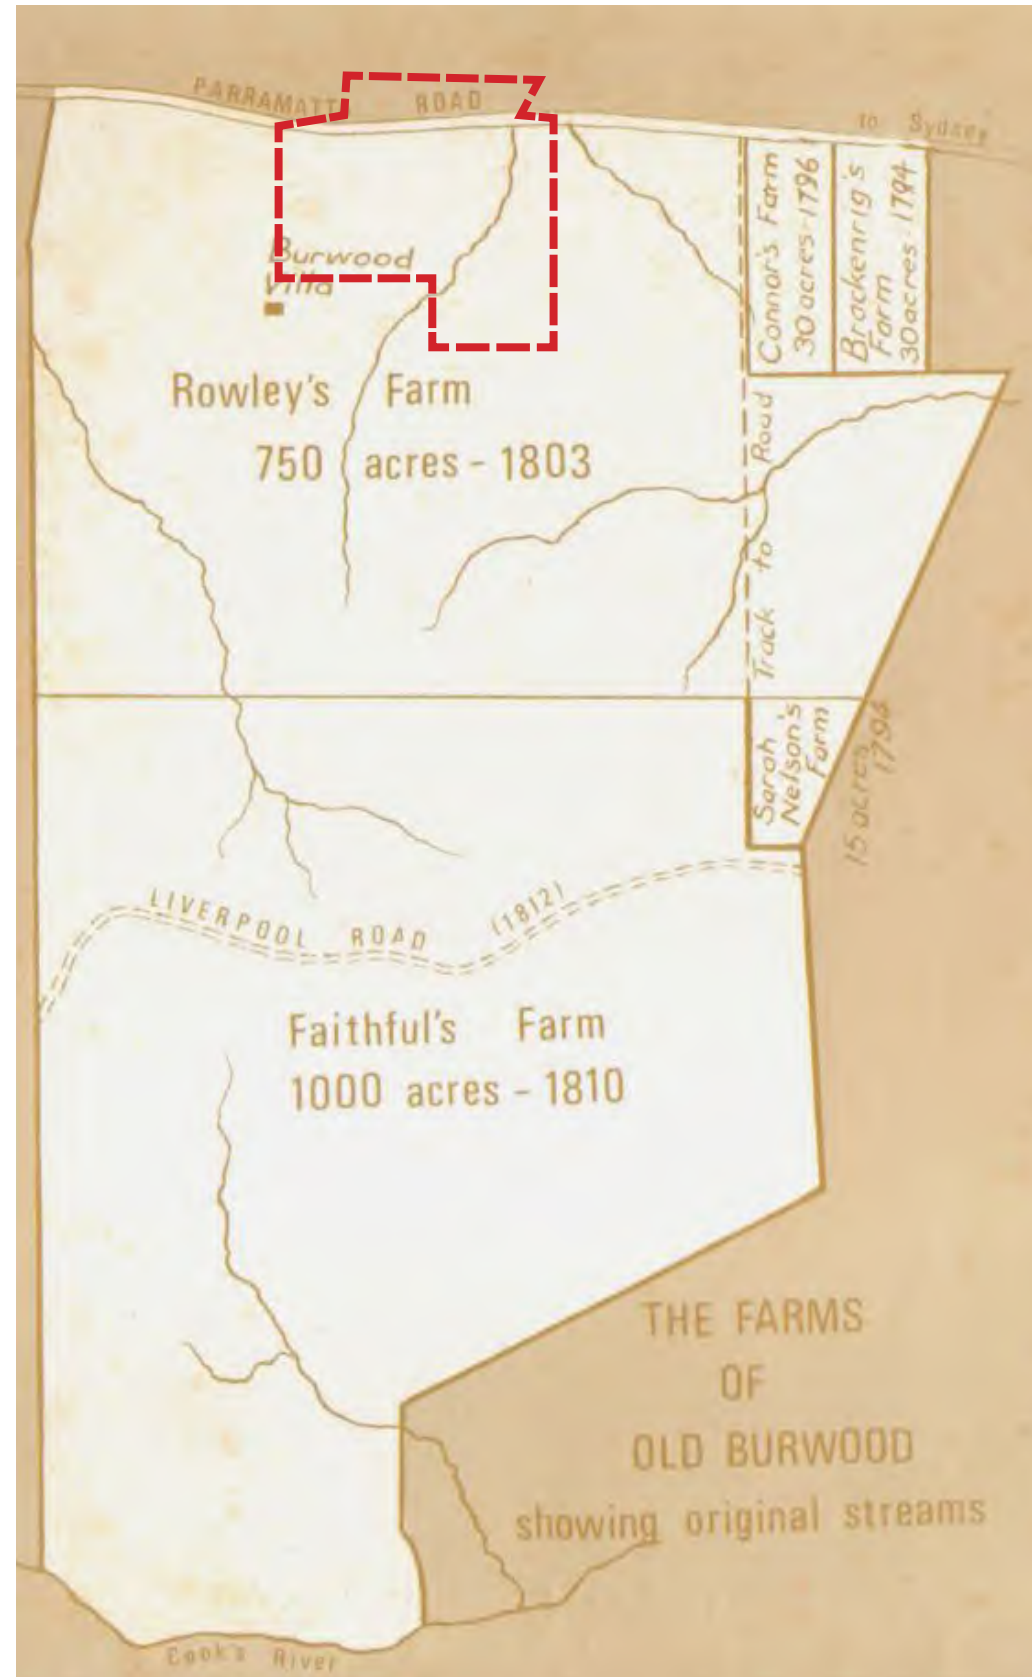 PARRAMATT ROAD
to Sydney
Connor's Farm
30 acres-1796
Brackenrig's
Farm
30 acres-1794
Burwood
Villa
Rowley's Farm
750 acres - 1803
Track to Road
Sarah
Nelson's
Farm
15 acres
1794
LIVERPOOL ROAD (1812)
Faithful's Farm
1000 acres - 1810
THE FARMS
OF
OLD BURWOOD
showing original streams
Cook's River